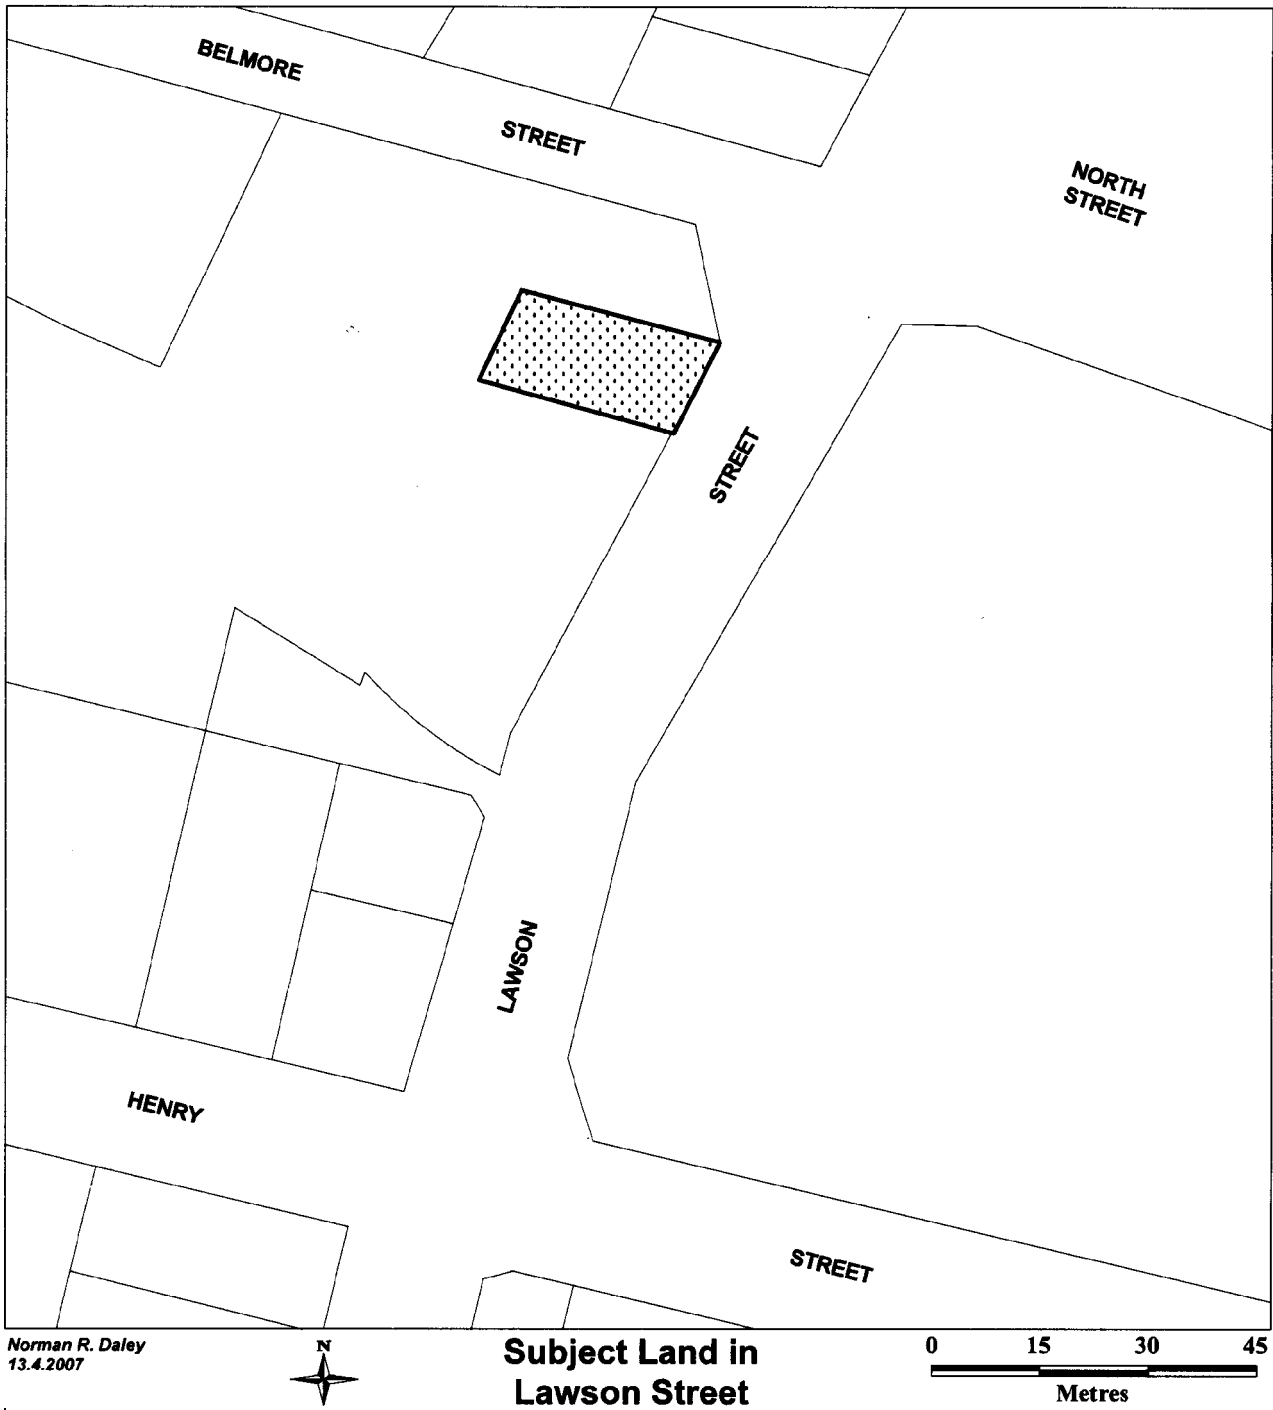 BELMORE
STREET
NORTH
STREET
STREET
LAWSON
HENRY
STREET
Norman R. Daley
13.4.2007
N
Subject Land in
Lawson Street
0 15 30 45
Metres